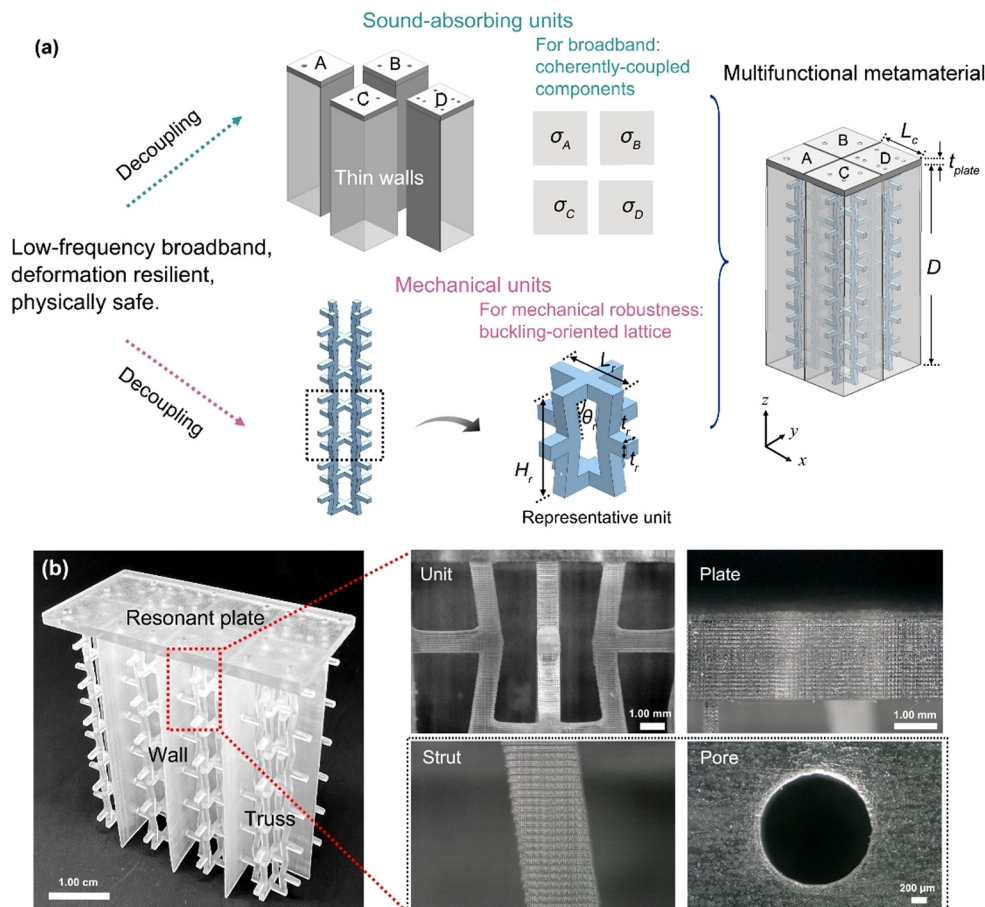 (a)
Sound-absorbing units
A
B
C
D
Thin walls
For broadband:
coherently-coupled
components
σA
σB
σC
σD
Decoupling
Low-frequency broadband,
deformation resilient,
physically safe.
Decoupling
Mechanical units
For mechanical robustness:
buckling-oriented lattice
Lr
θr
tr
tr
Hr
Representative unit
Multifunctional metamaterial
Lc
tplate
B
A
D
C
D
z
y
x
(b)
Resonant plate
Wall
Truss
1.00 cm
Unit
1.00 mm
Plate
1.00 mm
Strut
Pore
200 μm